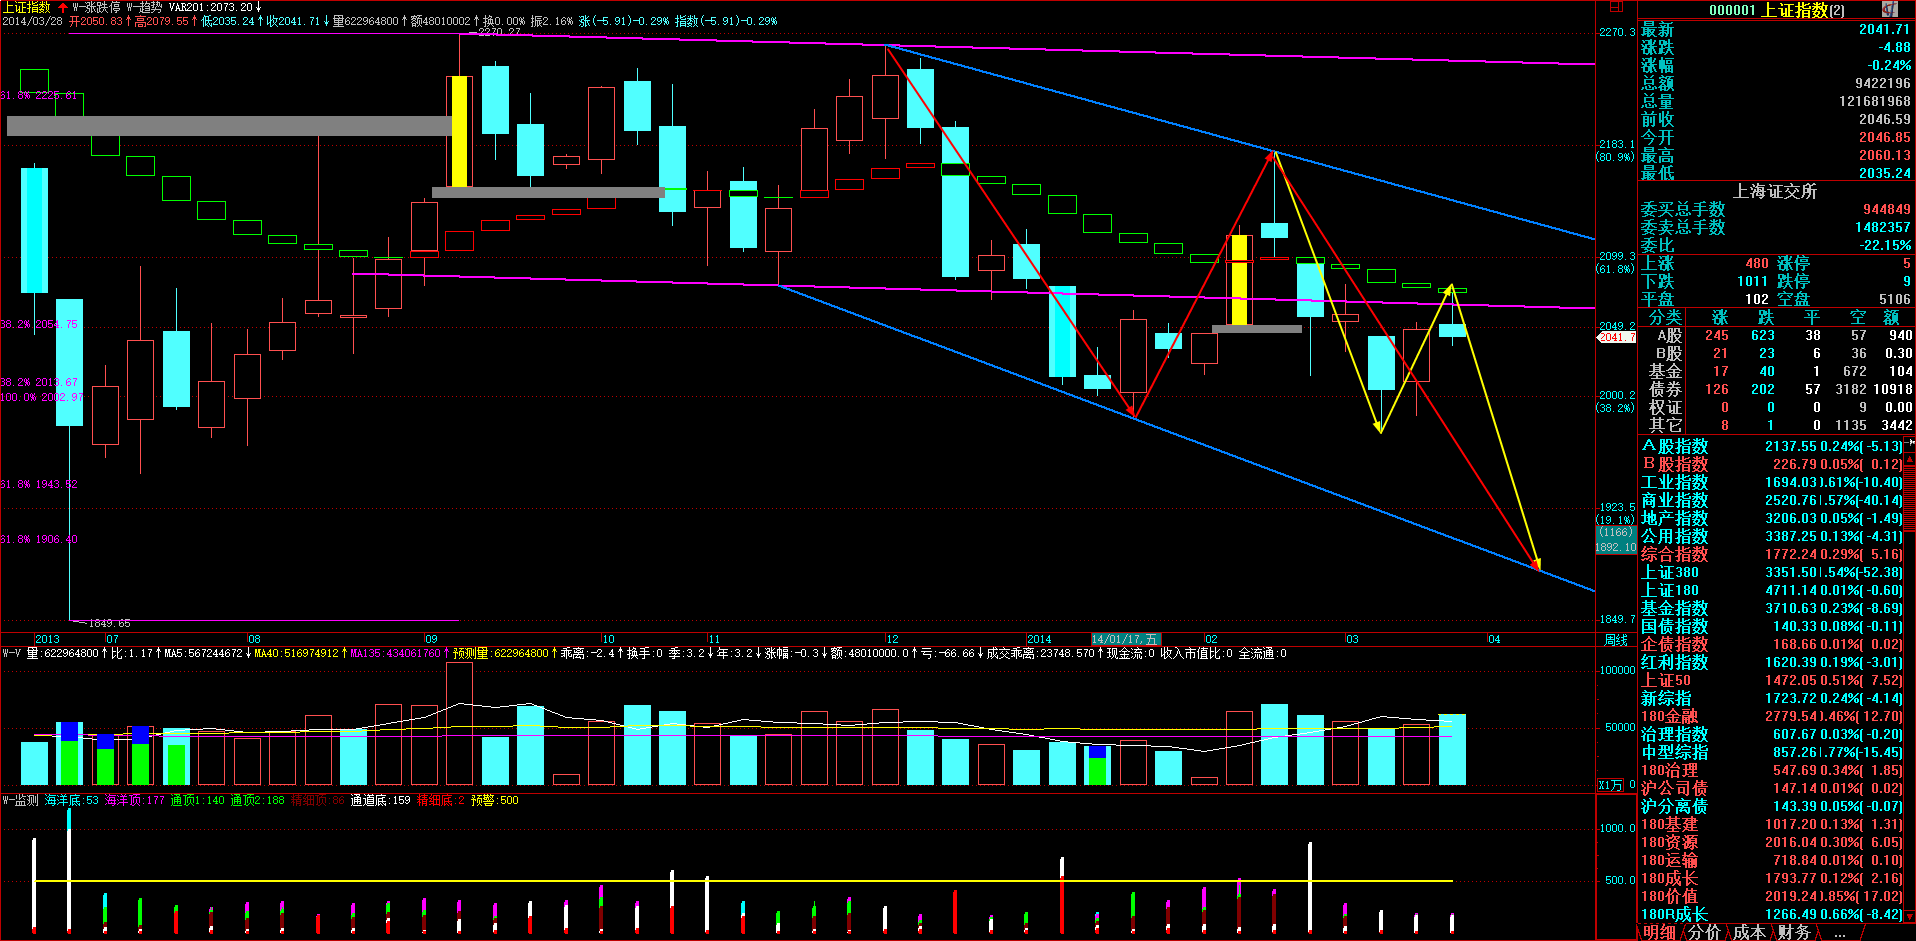 上证指数 W-涨跌停 W-趋势 VAR201:2073.20↓
2014/03/28 开2050.83↑高2079.55↑低2035.24↑收2041.71↓量622964800↑额48010002↑换0.00% 振2.16% 涨(-5.91)-0.29% 指数(-5.91)-0.29%
2270.27
61.8% 2225.61
38.2% 2054.75
38.2% 2013.67
100.0% 2002.97
61.8% 1943.52
61.8% 1906.40
1849.65
日
2270.3
2183.1
(80.9%)
2099.3
(61.8%)
2049.2
2041.7
2000.2
(38.2%)
1923.5
(19.1%)
(1166)
1892.10
1849.7
2013 07 08 09 10 11 12 2014 14/01/17,五 02 03 04 周线
W-V 量:622964800↑比:1.17↑MA5:567244672↓MA40:516974912↑MA135:434061760↑预测量:622964800↑乖离:-2.4↑换手:0 季:3.2↓年:3.2↓涨幅:-0.3↓额:48010000.0↑亏:-66.66↓成交乖离:23748.570↑现金流:0 收入市值比:0 全流通:0
100000
50000
X1万 0
W-监测 海洋底:53 海洋顶:177 通顶1:140 通顶2:188 精细顶:86 通道底:159 精细底:2 预警:500
1000.0
500.0
000001 上证指数(2)
最新 2041.71
涨跌 -4.88
涨幅 -0.24%
总额 9422196
总量 121681968
前收 2046.59
今开 2046.85
最高 2060.13
最低 2035.24
上海证交所
委买总手数 944849
委卖总手数 1482357
委比 -22.15%
上涨 480 涨停 5
下跌 1011 跌停 9
平盘 102 空盘 5106
分类 涨 跌 平 空 额
A股 245 623 38 57 940
B股 21 23 6 36 0.30
基金 17 40 1 672 104
债券 126 202 57 3182 10918
权证 0 0 0 9 0.00
其它 8 1 0 1135 3442
A股指数 2137.55 0.24%( -5.13)
B股指数 226.79 0.05%( 0.12)
工业指数 1694.03 0.61%(-10.40)
商业指数 2520.76 .57%(-40.14)
地产指数 3206.03 0.05%( -1.49)
公用指数 3387.25 0.13%( -4.31)
综合指数 1772.24 0.29%( 5.16)
上证380 3351.50 .54%(-52.38)
上证180 4711.14 0.01%( -0.60)
基金指数 3710.63 0.23%( -8.69)
国债指数 140.33 0.08%( -0.11)
企债指数 168.66 0.01%( 0.02)
红利指数 1620.39 0.19%( -3.01)
上证50 1472.05 0.51%( 7.52)
新综指 1723.72 0.24%( -4.14)
180金融 2779.54 .46%( 12.70)
治理指数 607.67 0.03%( -0.20)
中型综指 857.26 .77%(-15.45)
180治理 547.69 0.34%( 1.85)
沪公司债 147.14 0.01%( 0.02)
沪分离债 143.39 0.05%( -0.07)
180基建 1017.20 0.13%( 1.31)
180资源 2016.04 0.30%( 6.05)
180运输 718.84 0.01%( 0.10)
180成长 1793.77 0.12%( 2.16)
180价值 2019.24 .85%( 17.02)
180R成长 1266.49 0.66%( -8.42)
明细 分价 成本 财务 ...